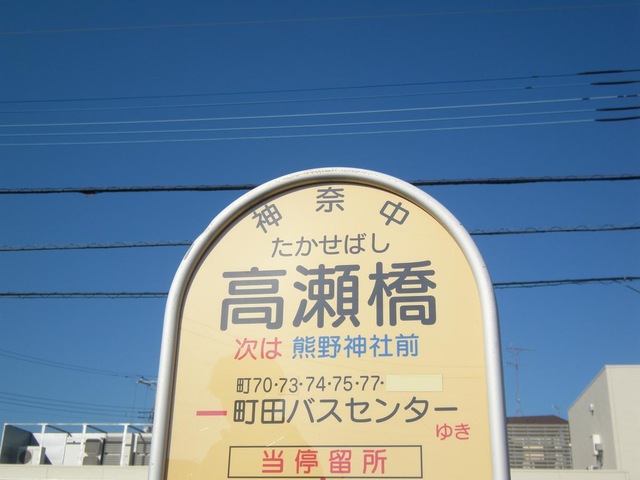 神奈中
たかせばし
高瀬橋
次は 熊野神社前
町70・73・74・75・77・
町田バスセンター
ゆき
当停留所